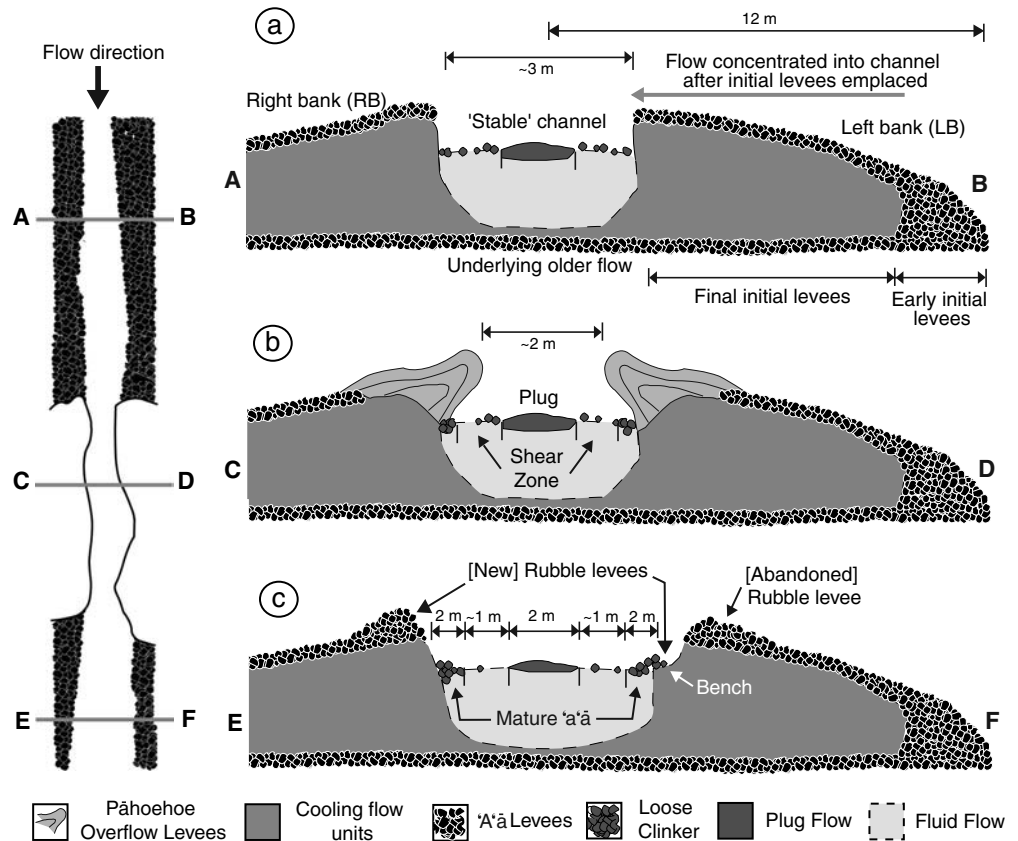 Flow direction
A
B
C
D
E
F
a
12 m
~3 m
Flow concentrated into channel
after initial levees emplaced
Right bank (RB)
'Stable' channel
Left bank (LB)
A
B
Underlying older flow
Final initial levees
Early initial
levees
b
~2 m
Plug
Shear
Zone
C
D
c
[New] Rubble levees
[Abandoned]
Rubble levee
2 m
~1 m
2 m
~1 m
2 m
Bench
Mature ‘a‘ā
E
F
Pāhoehoe
Overflow Levees
Cooling flow
units
‘A‘ā Levees
Loose
Clinker
Plug Flow
Fluid Flow